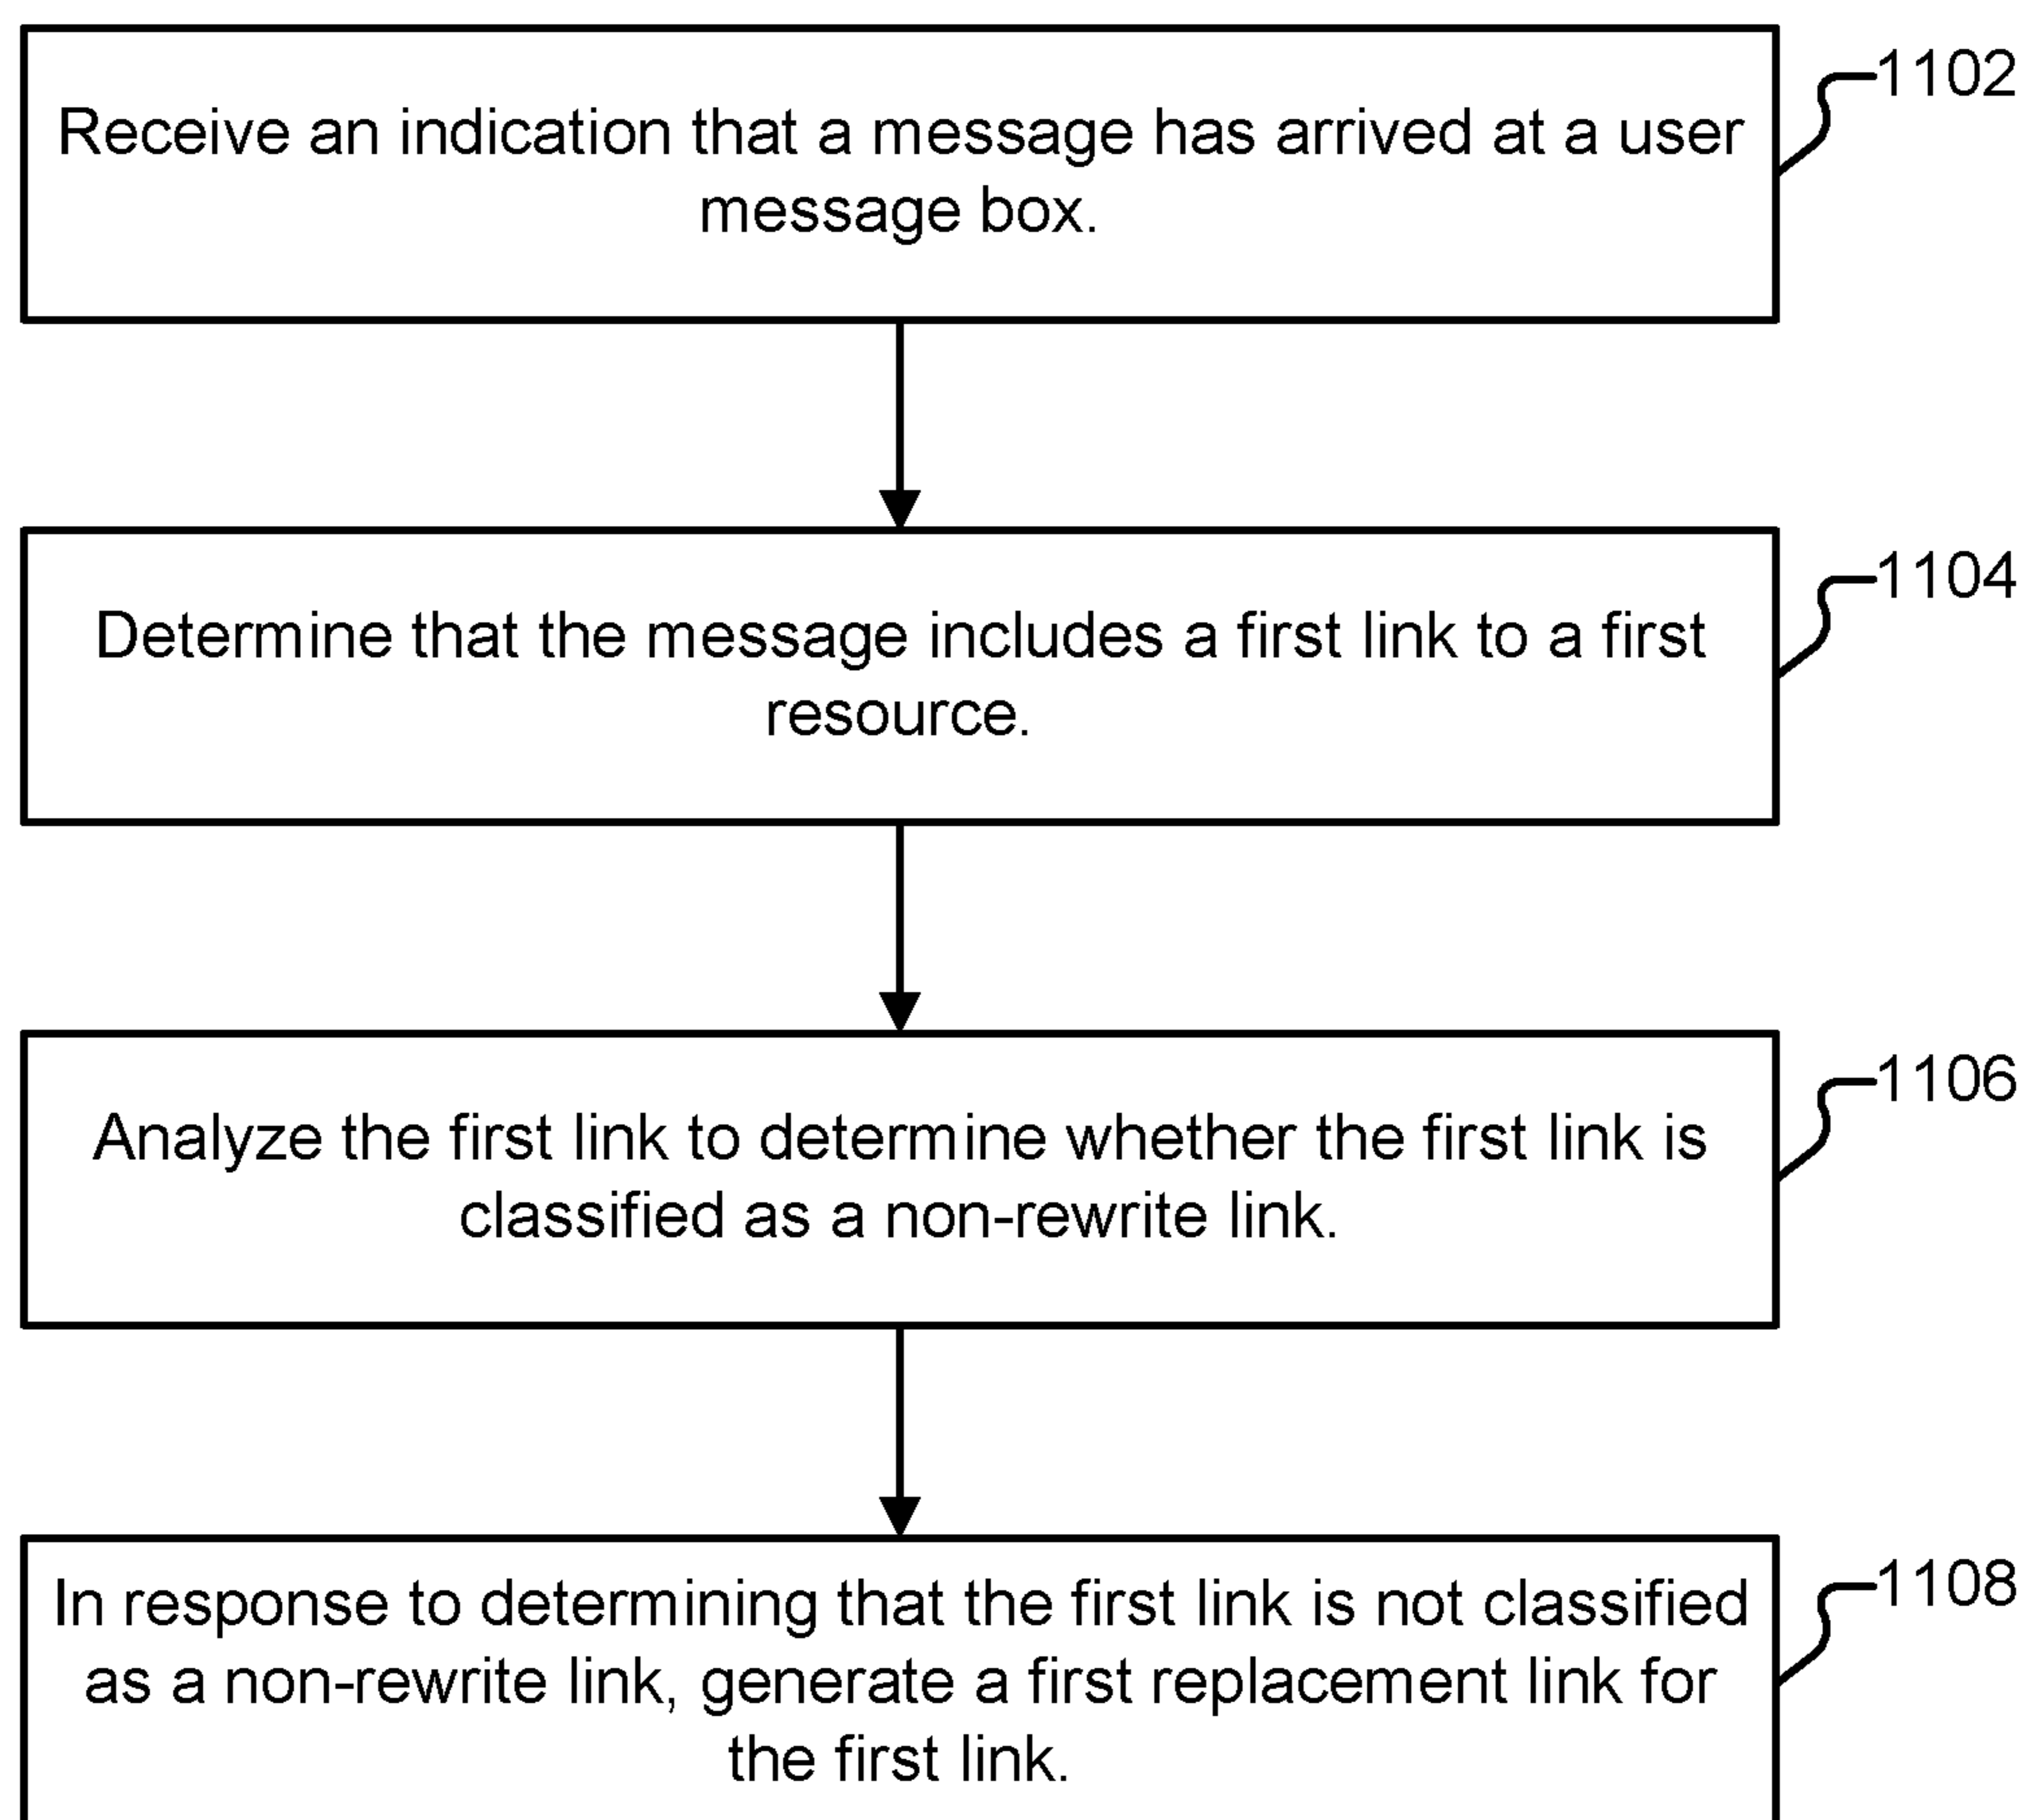 Receive an indication that a message has arrived at a user
message box.
1102
Determine that the message includes a first link to a first
resource.
1104
Analyze the first link to determine whether the first link is
classified as a non-rewrite link.
1106
In response to determining that the first link is not classified
as a non-rewrite link, generate a first replacement link for
the first link.
1108